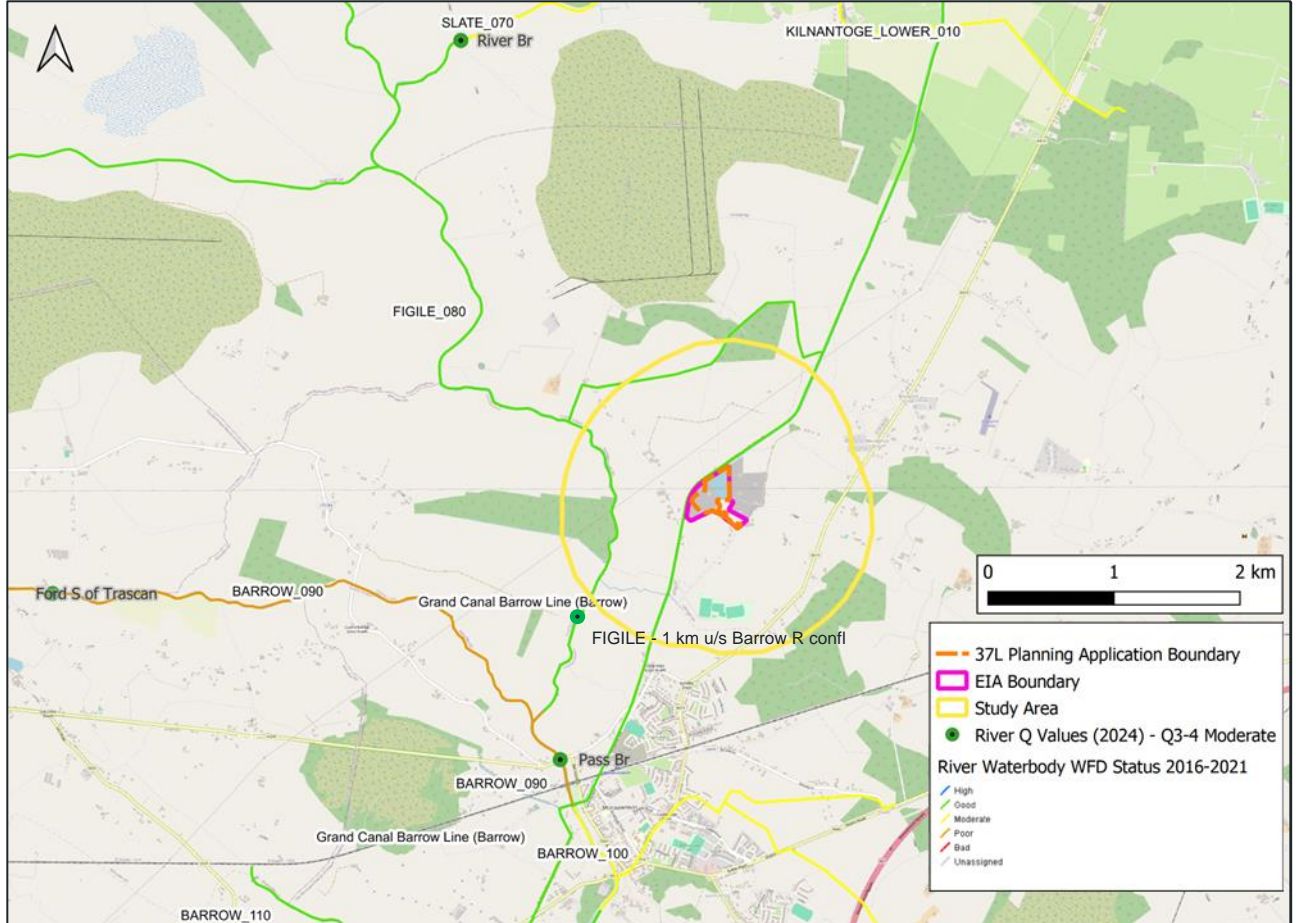 SLATE_070
River Br
KILNANTOGE_LOWER_010
FIGILE_080
Ford S of Trascan
BARROW_090
Grand Canal Barrow Line (Barrow)
FIGILE - 1 km u/s Barrow R confl
Pass Br
BARROW_090
Grand Canal Barrow Line (Barrow)
BARROW_100
BARROW_110
0 1 2 km
37L Planning Application Boundary
EIA Boundary
Study Area
River Q Values (2024) - Q3-4 Moderate
River Waterbody WFD Status 2016-2021
High
Good
Moderate
Poor
Bad
Unassigned